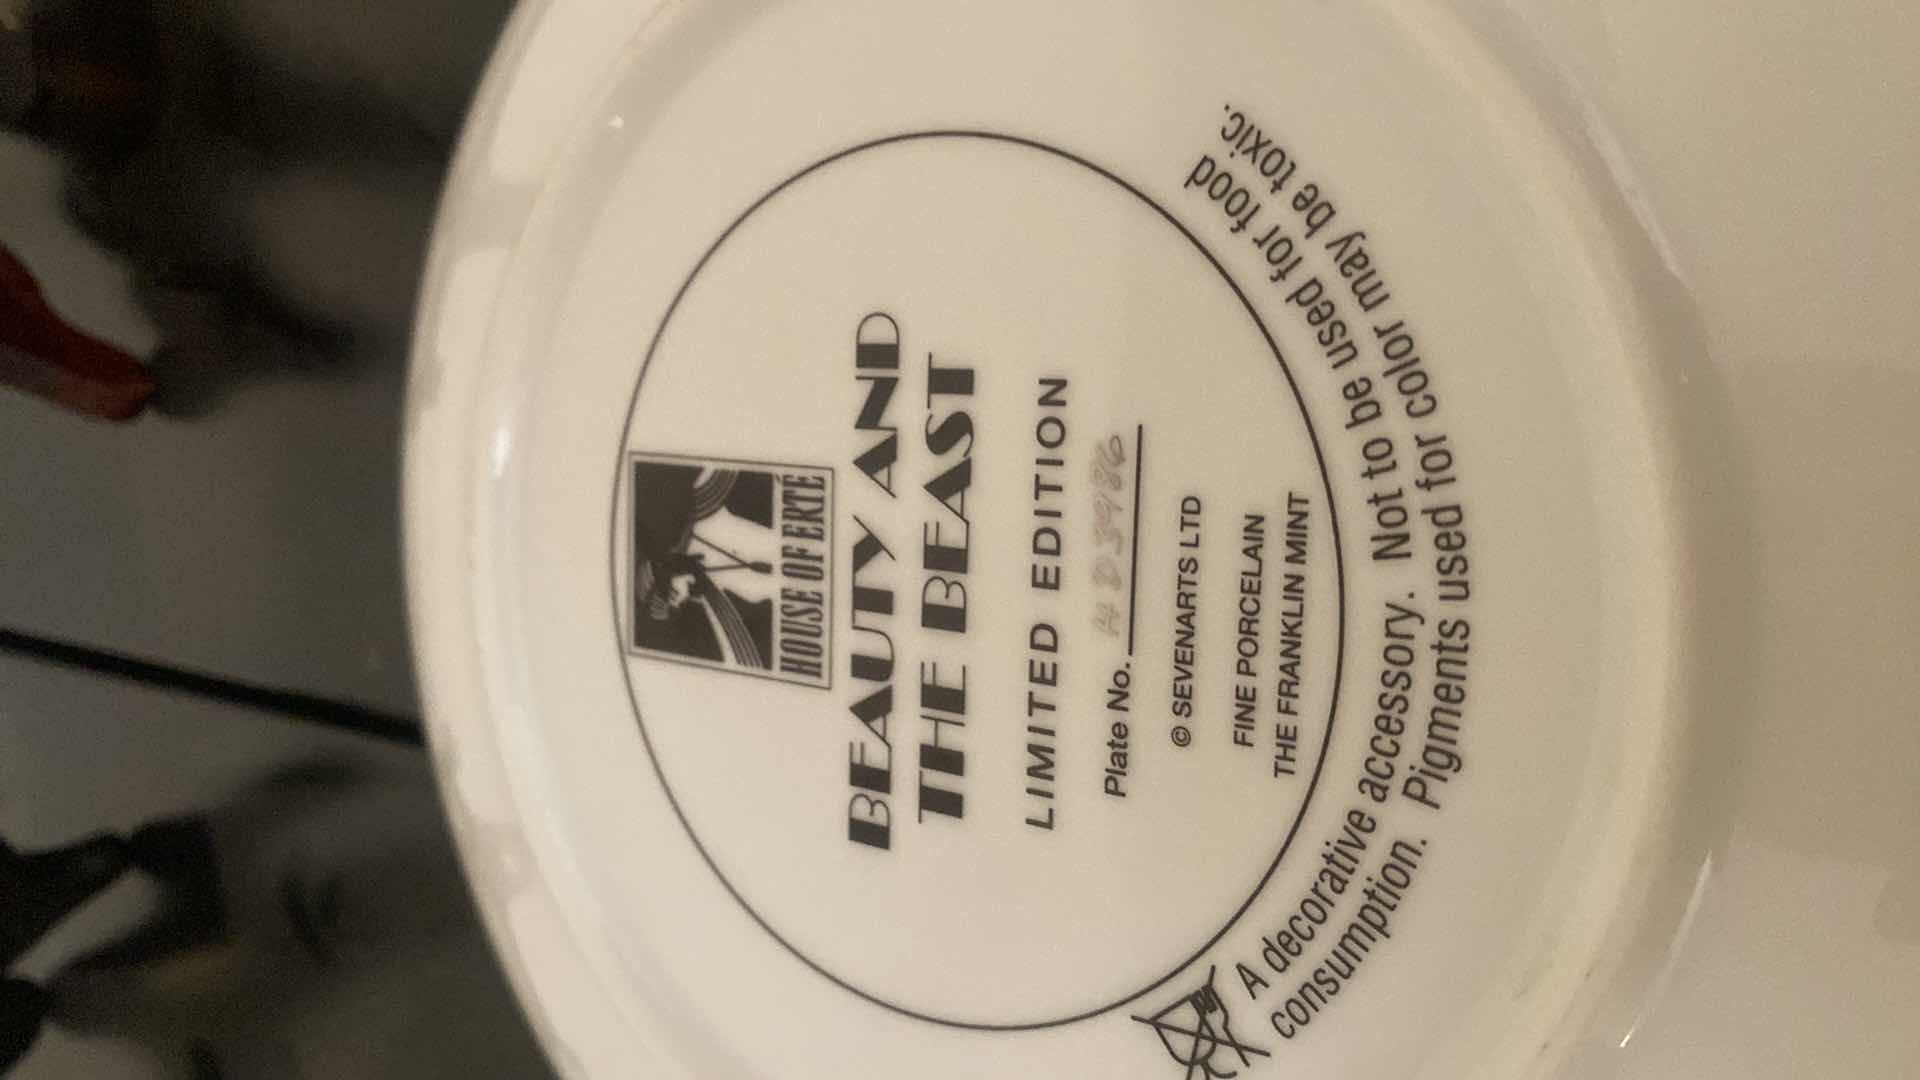 HOUSE OF ERTÉ
BEAUTY AND
THE BEAST
LIMITED EDITION
Plate No.
© SEVENARTS LTD
FINE PORCELAIN
THE FRANKLIN MINT
A decorative accessory. Not to be used for food
consumption. Pigments used for color may be toxic.